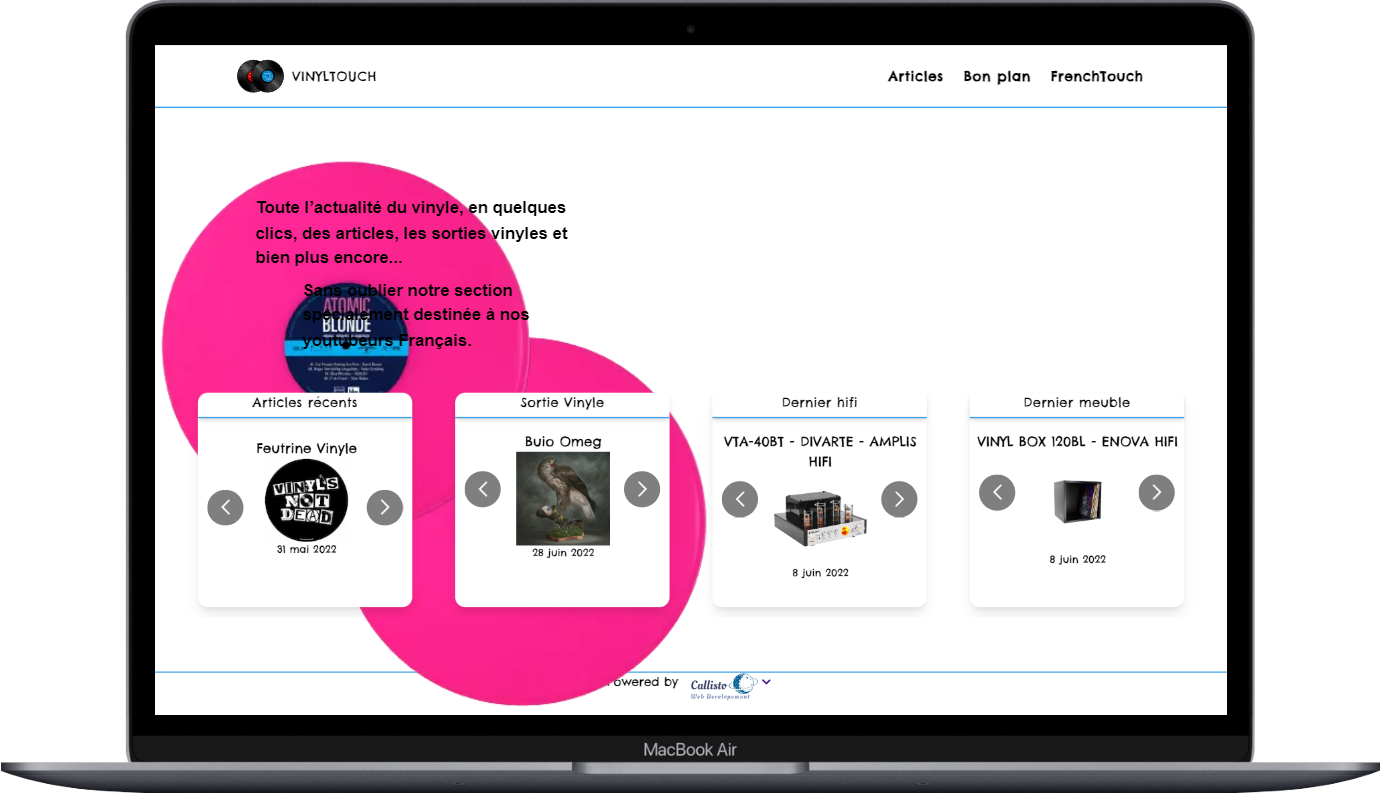 VINYLTOUCH
Articles Bon plan FrenchTouch
Toute l’actualité du vinyle, en quelques
clics, des articles, les sorties vinyles et
bien plus encore...
Sans oublier notre section
spécialement destinée à nos
youtubeurs Français.
ATOMIC
BLONDE
Articles récents
Feutrine Vinyle
VINYL'S
NOT
DEAD
31 mai 2022
Sortie Vinyle
Buio Omeg
28 juin 2022
Dernier hifi
VTA-40BT - DIVARTE - AMPLIS
HIFI
8 juin 2022
Dernier meuble
VINYL BOX 120BL - ENOVA HIFI
8 juin 2022
Powered by
Callisto
Web Developement
MacBook Air